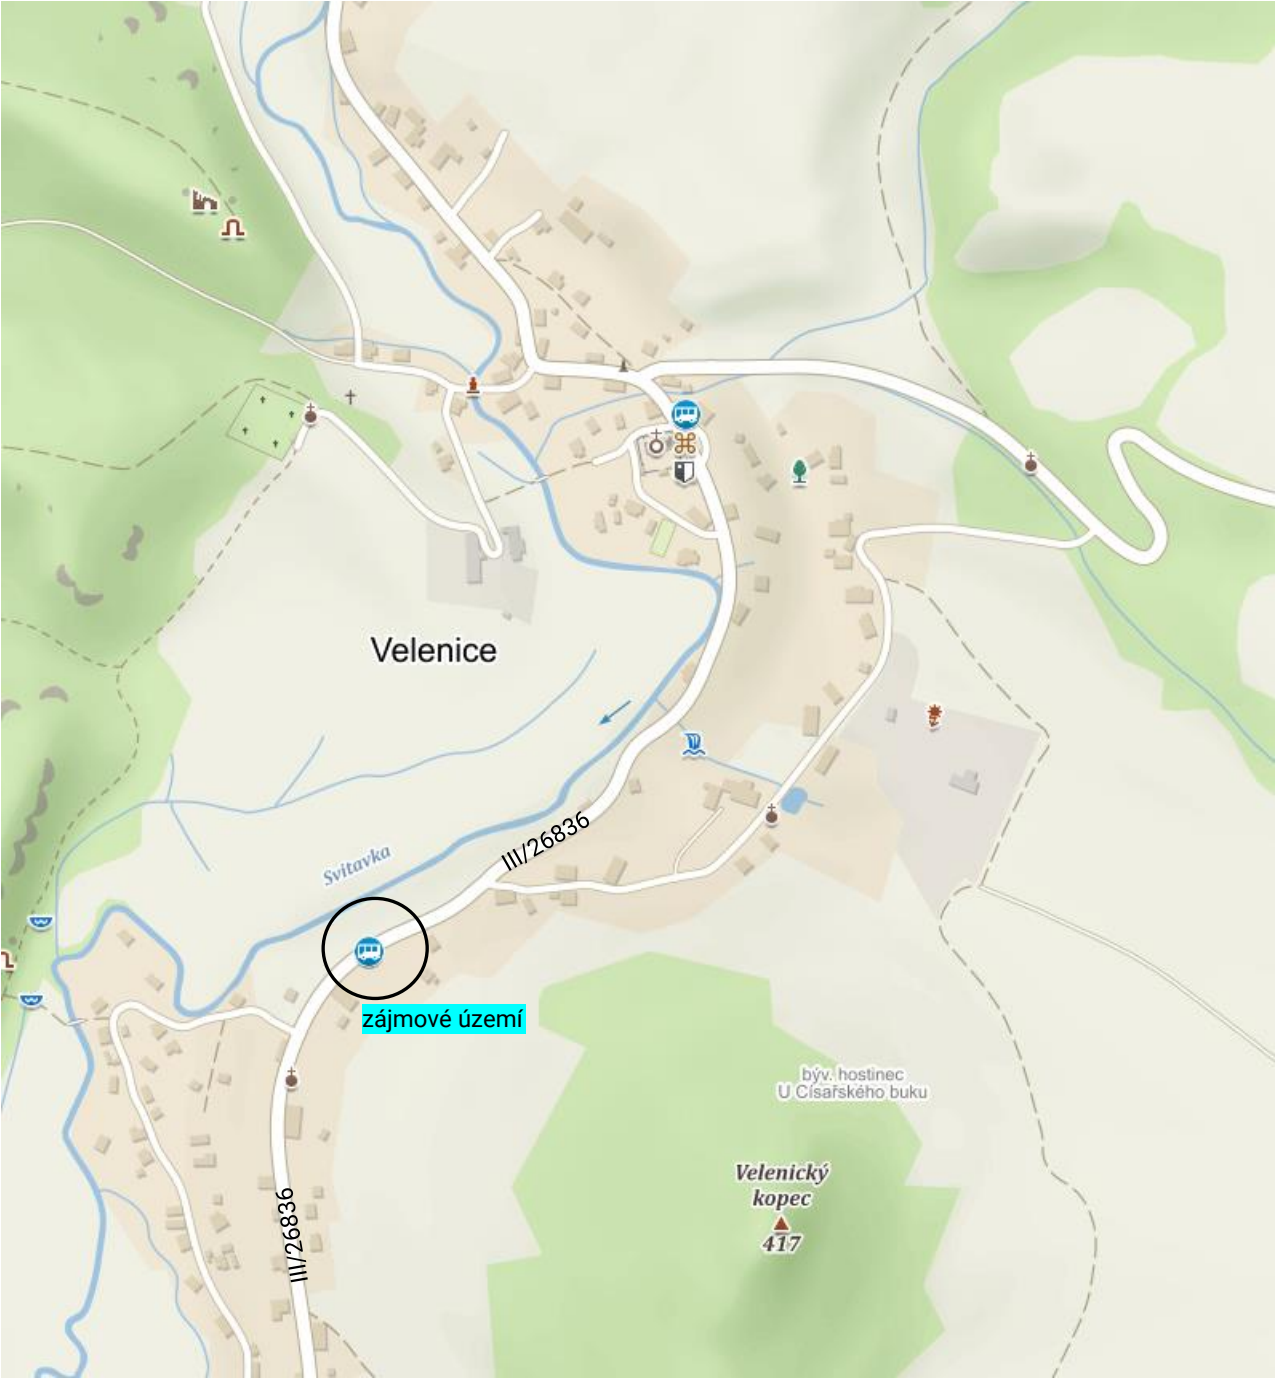 Velenice
III/26836
Svitavka
zájmové území
býv. hostinec
U Císařského buku
Velenický
kopec
417
III/26836